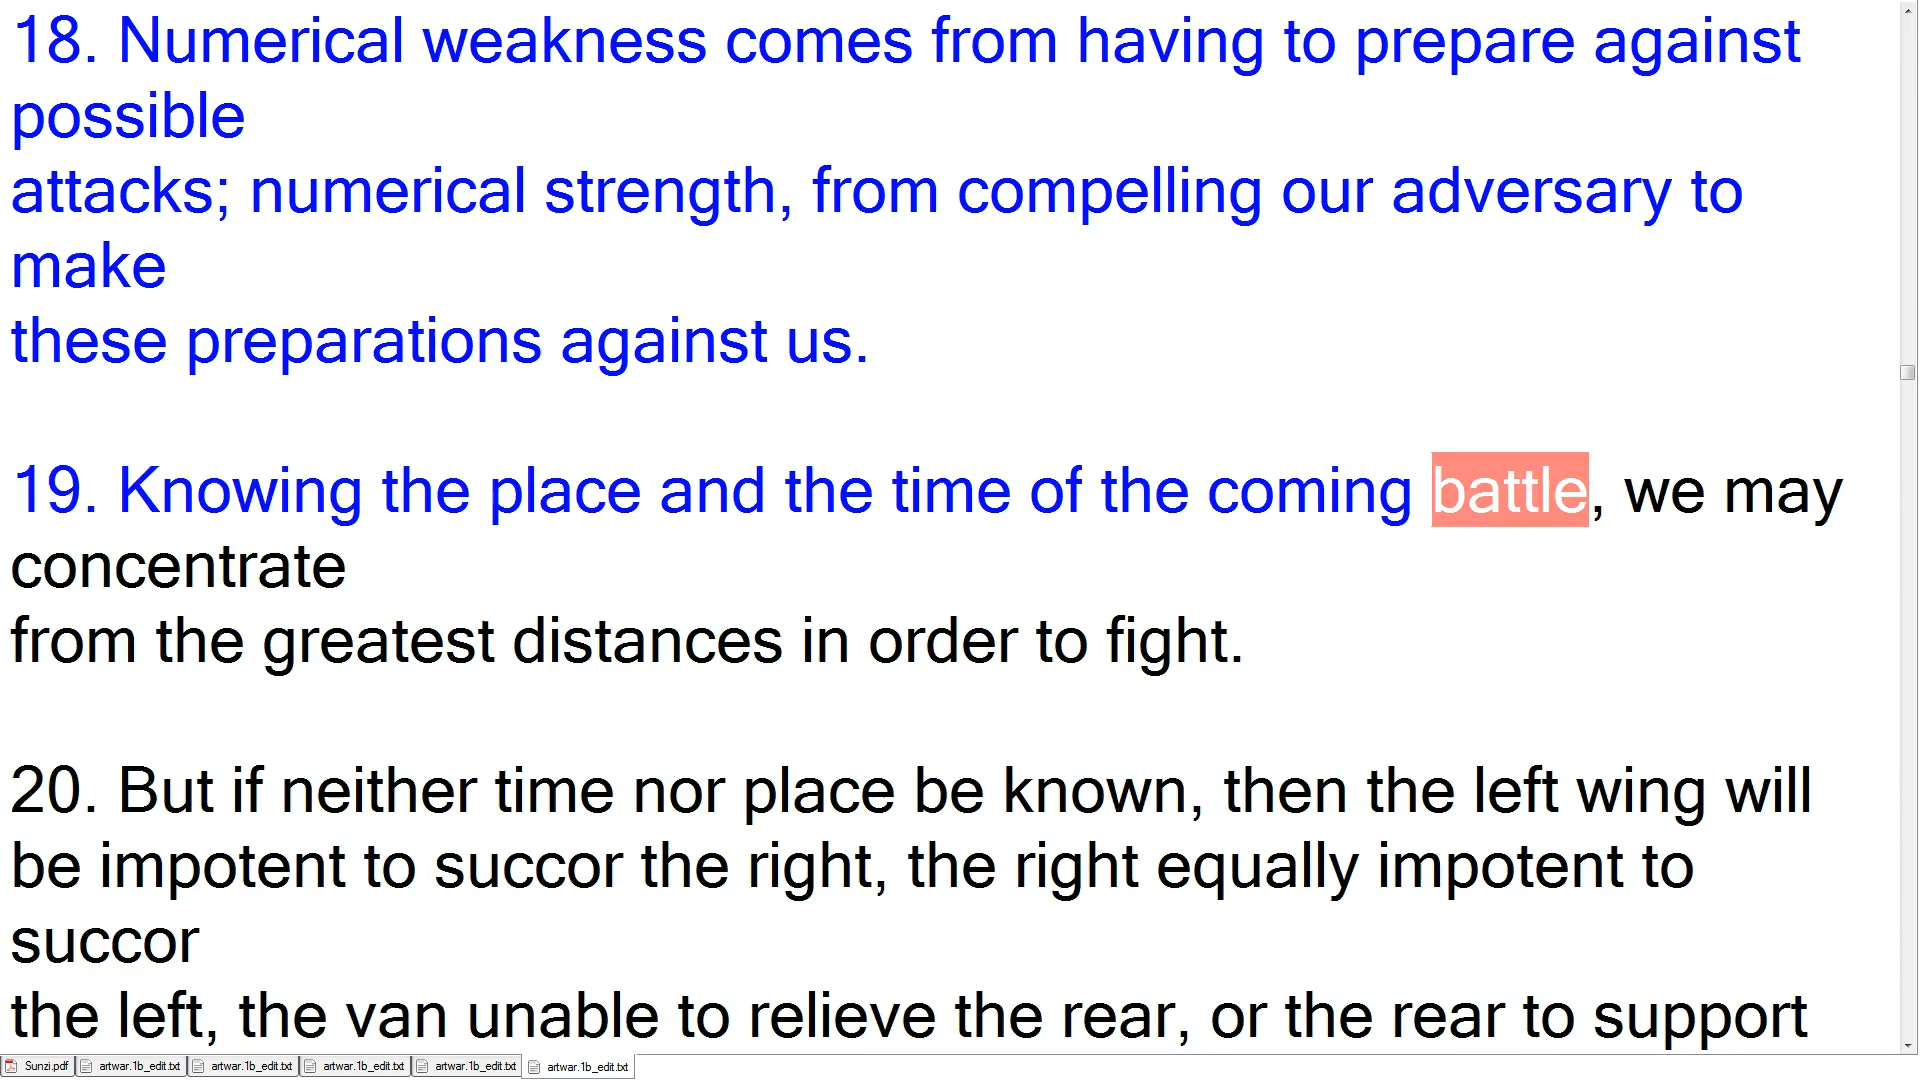 18. Numerical weakness comes from having to prepare against
possible
attacks; numerical strength, from compelling our adversary to
make
these preparations against us.
19. Knowing the place and the time of the coming battle, we may
concentrate
from the greatest distances in order to fight.
20. But if neither time nor place be known, then the left wing will
be impotent to succor the right, the right equally impotent to
succor
the left, the van unable to relieve the rear, or the rear to support
Sunzi.pdf artwar.1b_edit.txt artwar.1b_edit.txt artwar.1b_edit.txt artwar.1b_edit.txt artwar.1b_edit.txt